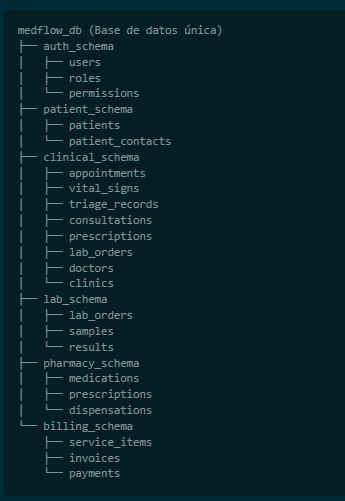 medflow_db (Base de datos única)
├── auth_schema
│   ├── users
│   ├── roles
│   └── permissions
├── patient_schema
│   ├── patients
│   └── patient_contacts
├── clinical_schema
│   ├── appointments
│   ├── vital_signs
│   ├── triage_records
│   ├── consultations
│   ├── prescriptions
│   ├── lab_orders
│   ├── doctors
│   └── clinics
├── lab_schema
│   ├── lab_orders
│   ├── samples
│   └── results
├── pharmacy_schema
│   ├── medications
│   ├── prescriptions
│   └── dispensations
└── billing_schema
    ├── service_items
    ├── invoices
    └── payments